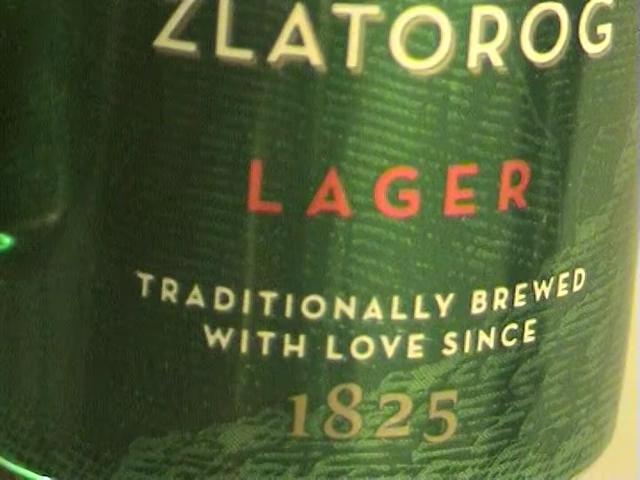 ZLATOROG
LAGER
TRADITIONALLY BREWED
WITH LOVE SINCE
1825